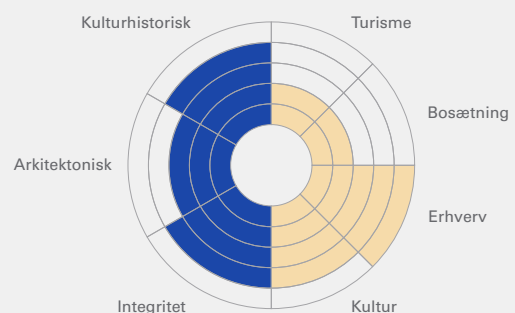 Kulturhistorisk
Turisme
Bosætning
Arkitektonisk
Erhverv
Integritet
Kultur